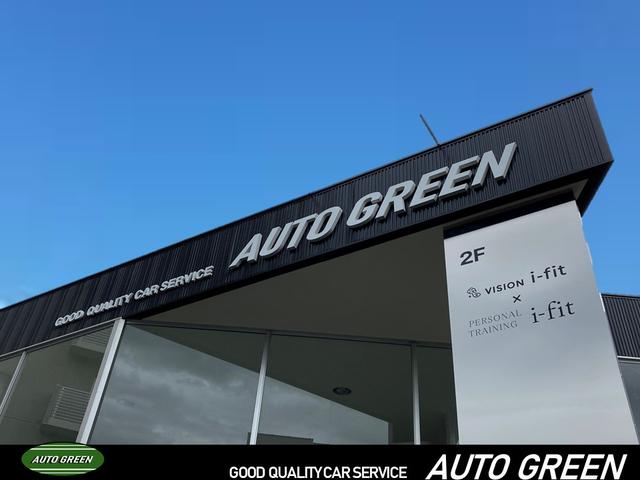 AUTO GREEN
GOOD QUALITY CAR SERVICE
2F
VISION i-fit
×
PERSONAL TRAINING i-fit
AUTO GREEN
GOOD QUALITY CAR SERVICE AUTO GREEN